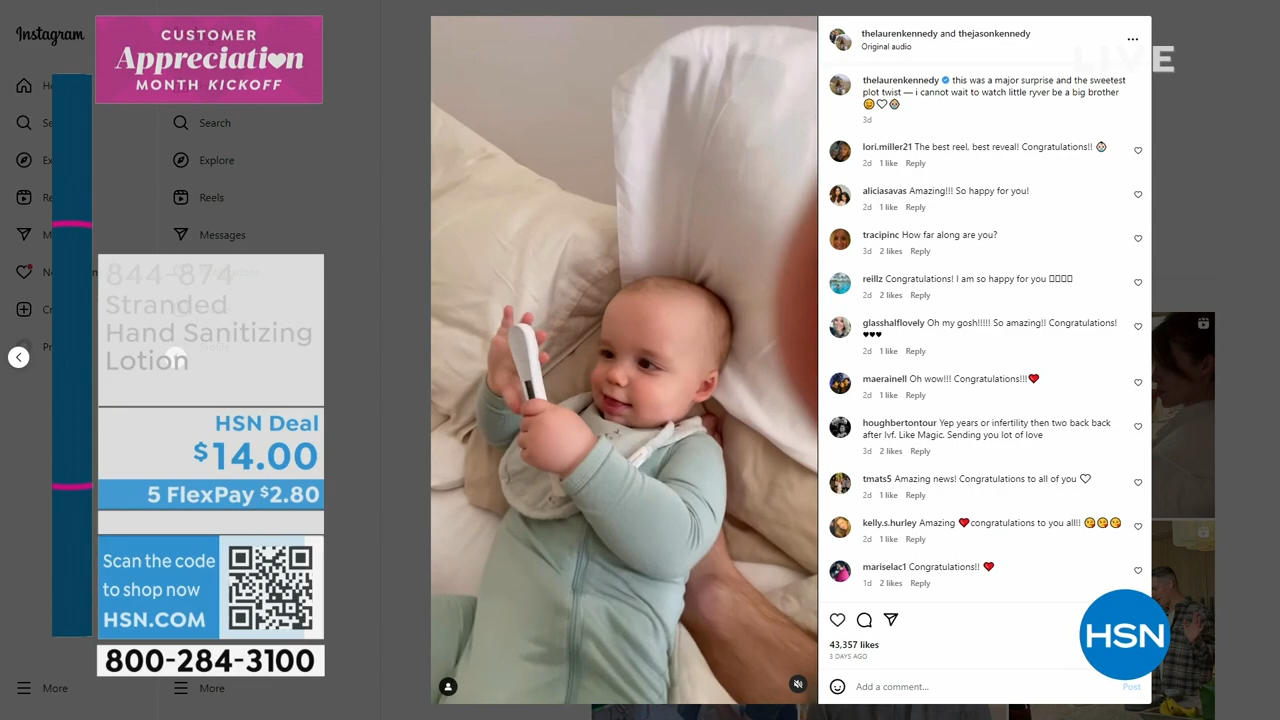 Instagram
CUSTOMER
Appreciation
MONTH KICKOFF
LIVE
Search
Explore
Reels
Messages
More
More
844-874
Stranded
Hand Sanitizing
Lotion
HSN Deal
$14.00
5 FlexPay $2.80
Scan the code
to shop now
HSN.COM
800-284-3100
thelaurenkennedy and thejasonkennedy
Original audio
thelaurenkennedy this was a major surprise and the sweetest
plot twist — i cannot wait to watch little ryver be a big brother
3d
lori.miller21 The best reel, best reveal! Congratulations!!
2d 1 like Reply
aliciasavas Amazing!!! So happy for you!
2d 1 like Reply
tracipinc How far along are you?
3d 2 likes Reply
reillz Congratulations! I am so happy for you
2d 2 likes Reply
glasshalflovely Oh my gosh!!!!! So amazing!! Congratulations!
2d 1 like Reply
maerainell Oh wow!!! Congratulations!!!
2d 1 like Reply
houghbertontour Yep years or infertility then two back back
after Ivf. Like Magic. Sending you lot of love
3d 2 likes Reply
tmats5 Amazing news! Congratulations to all of you
2d 1 like Reply
kelly.s.hurley Amazing congratulations to you all!!
2d 1 like Reply
mariselac1 Congratulations!!
1d 2 likes Reply
43,357 likes
3 DAYS AGO
Add a comment...
Post
HSN